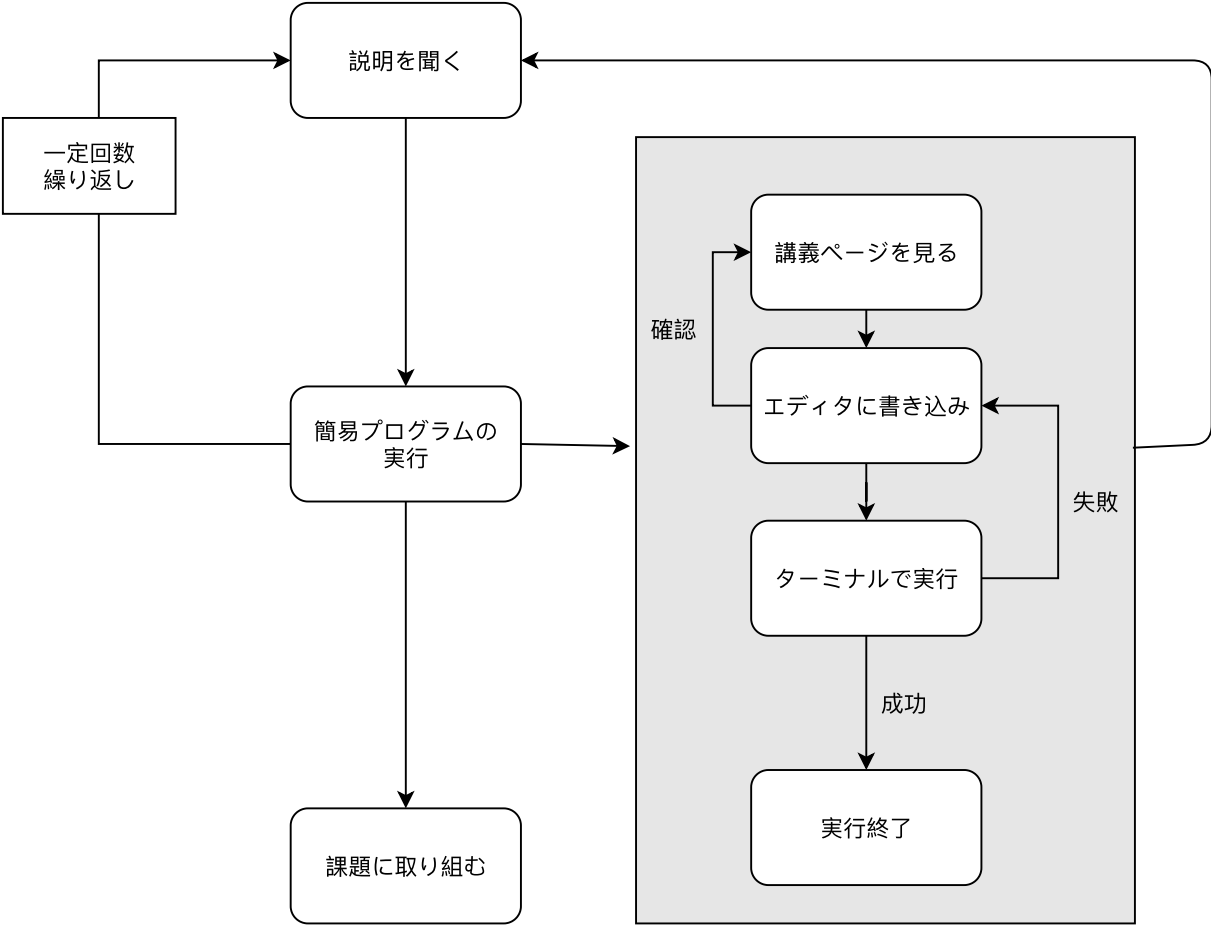 説明を聞く
一定回数
繰り返し
講義ページを見る
確認
エディタに書き込み
簡易プログラムの
実行
失敗
ターミナルで実行
成功
実行終了
課題に取り組む